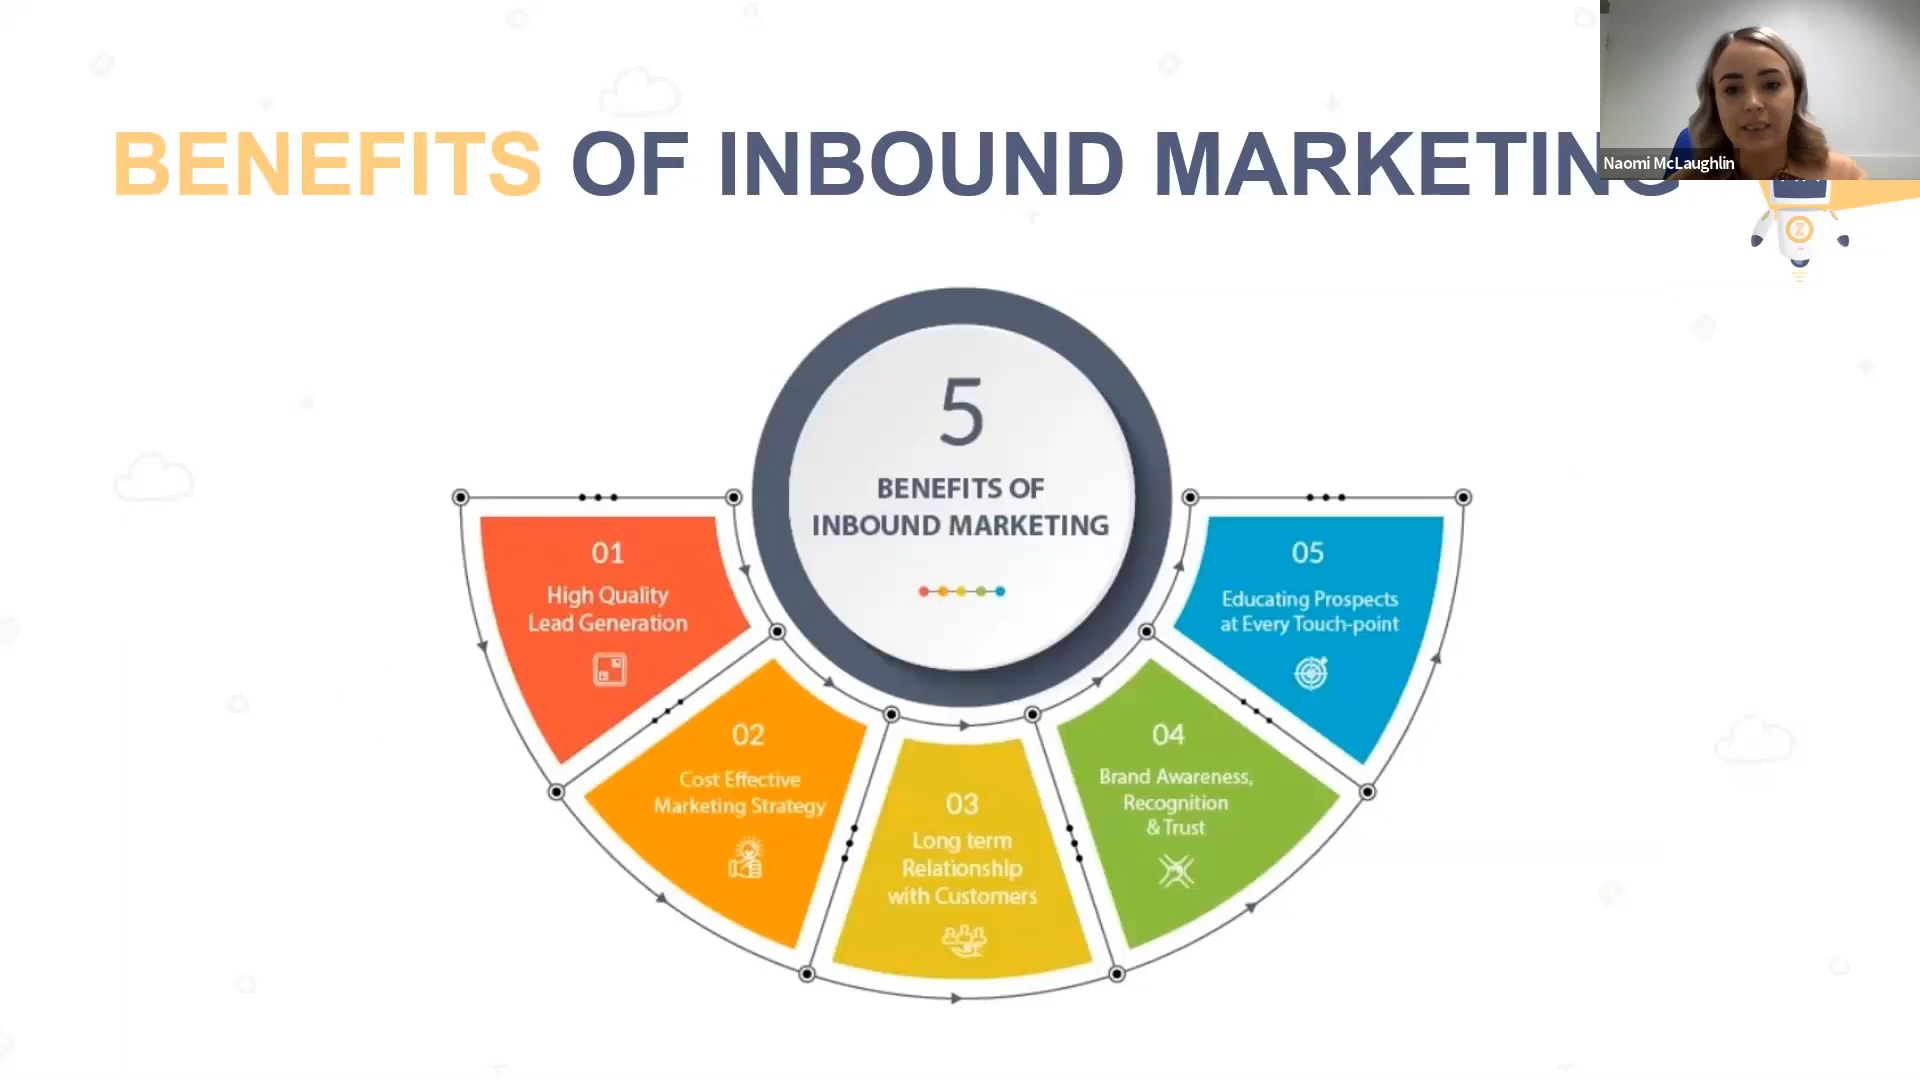 BENEFITS OF INBOUND MARKETING
Naomi McLaughlin
Z
5
BENEFITS OF
INBOUND MARKETING
01
High Quality
Lead Generation
02
Cost Effective
Marketing Strategy
03
Long term
Relationship
with Customers
04
Brand Awareness,
Recognition
& Trust
05
Educating Prospects
at Every Touch-point